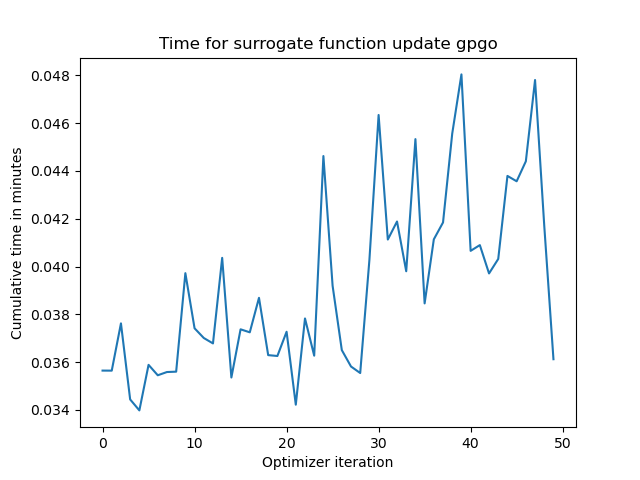 Time for surrogate function update gpgo
Cumulative time in minutes
0.048
0.046
0.044
0.042
0.040
0.038
0.036
0.034
0 10 20 30 40 50
Optimizer iteration